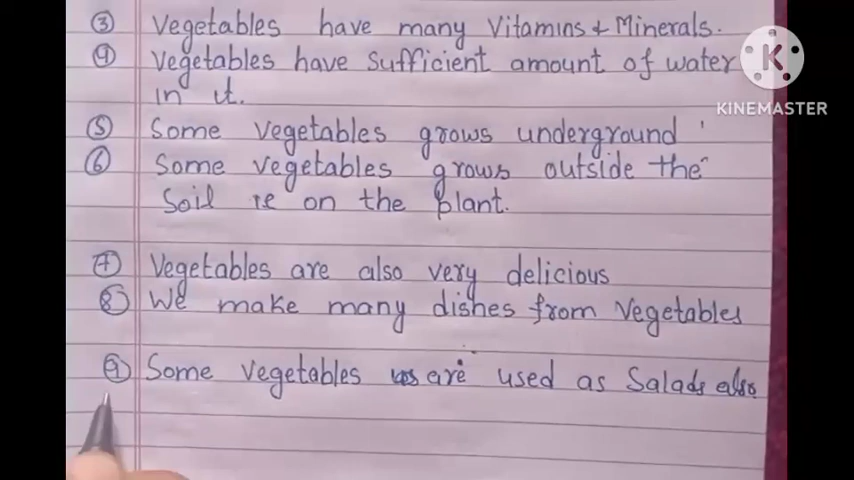 ③ Vegetables have many Vitamins & Minerals.
④ Vegetables have sufficient amount of water
in it.
⑤ Some vegetables grows underground
⑥ Some vegetables grows outside the
Soil ie on the plant.
⑦ Vegetables are also very delicious
⑧ We make many dishes from Vegetables
⑨ Some vegetables are used as Salads also
K
KINEMASTER